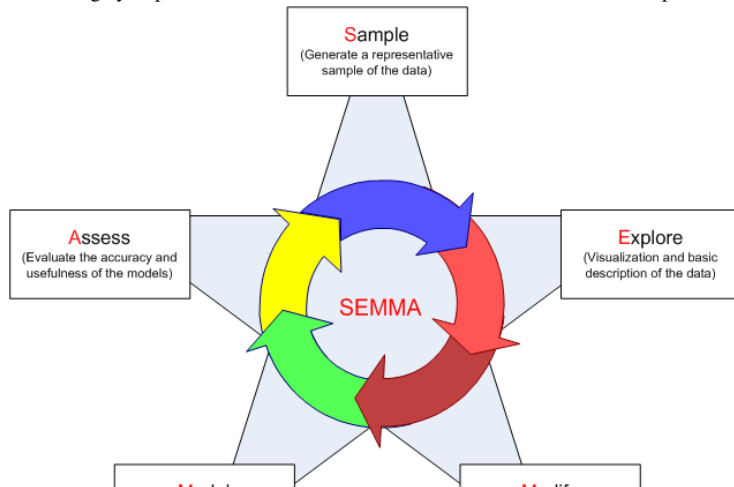 Sample
(Generate a representative
sample of the data)
Assess
(Evaluate the accuracy and
usefulness of the models)
Explore
(Visualization and basic
description of the data)
SEMMA